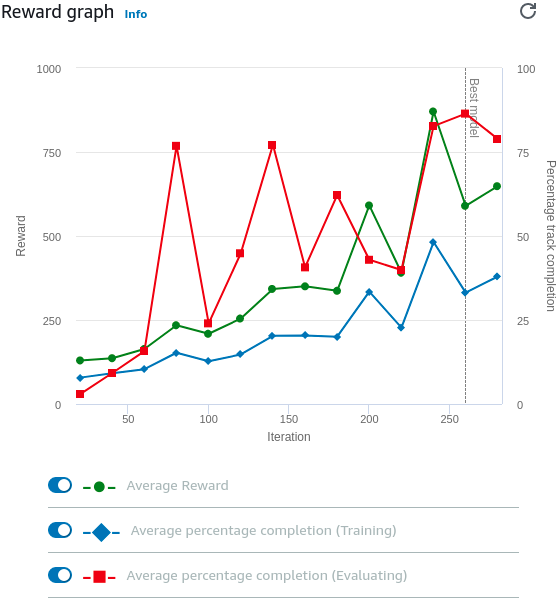 Reward graph Info
1000 100
Best model
750 75
Reward
Percentage track completion
500 50
250 25
0 0
50 100 150 200 250
Iteration
Average Reward
Average percentage completion (Training)
Average percentage completion (Evaluating)